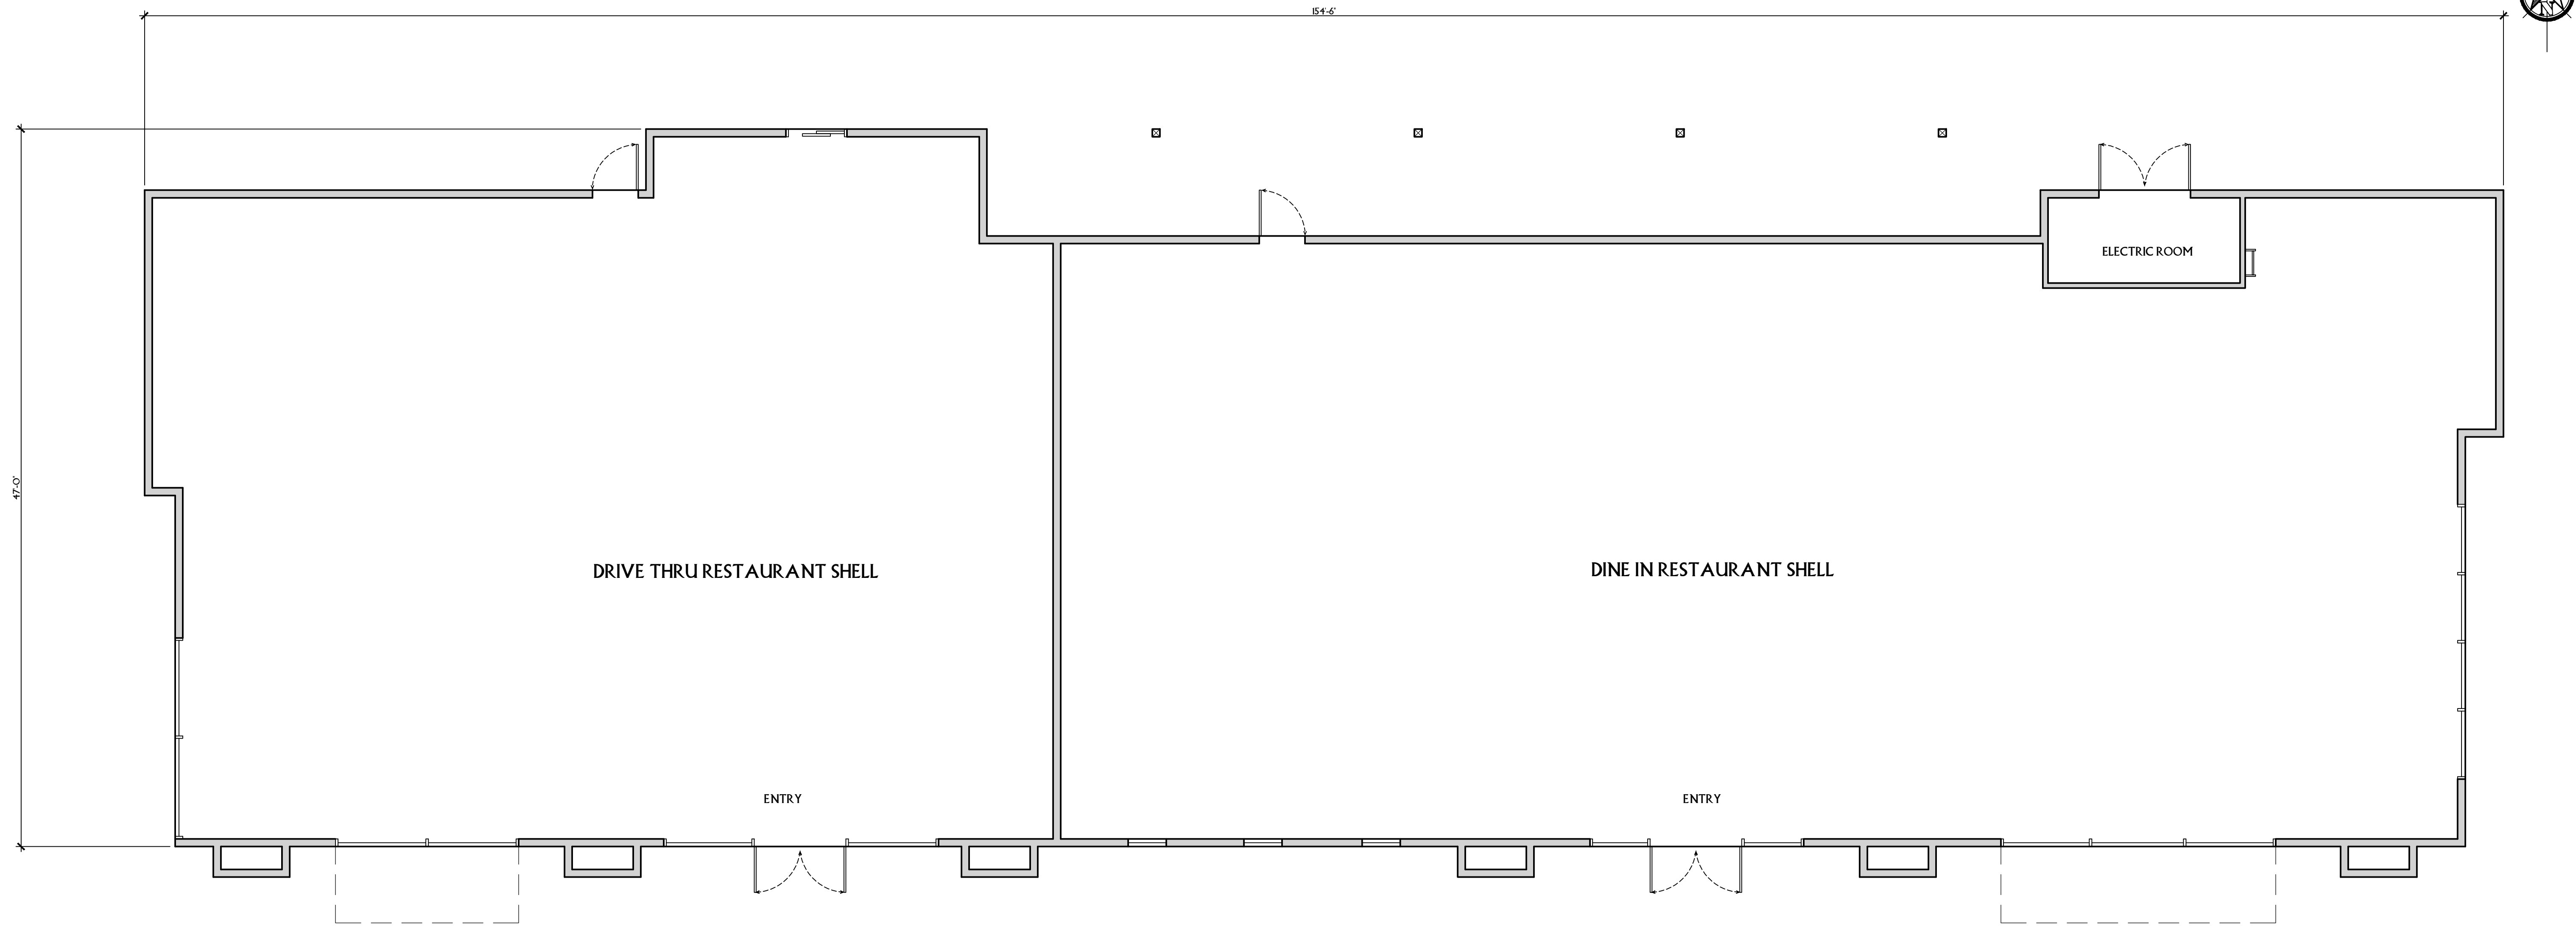 154'-6"
ELECTRIC ROOM
47'-0"
DRIVE THRU RESTAURANT SHELL
DINE IN RESTAURANT SHELL
ENTRY
ENTRY